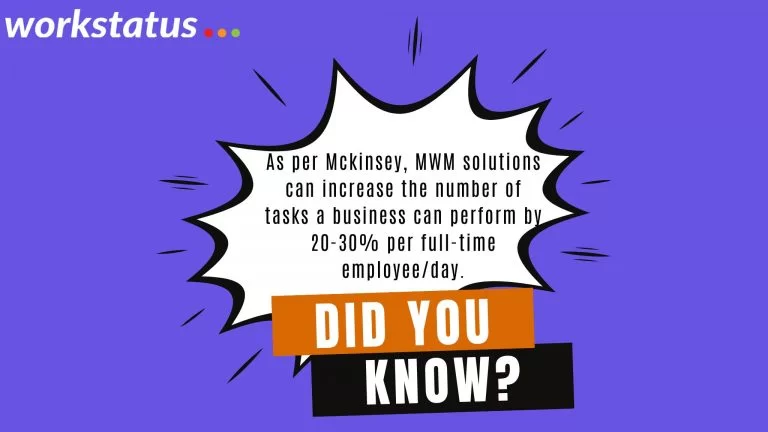 workstatus...
As per Mckinsey, MWM solutions
can increase the number of
tasks a business can perform by
20-30% per full-time
employee/day.
DID YOU
KNOW?